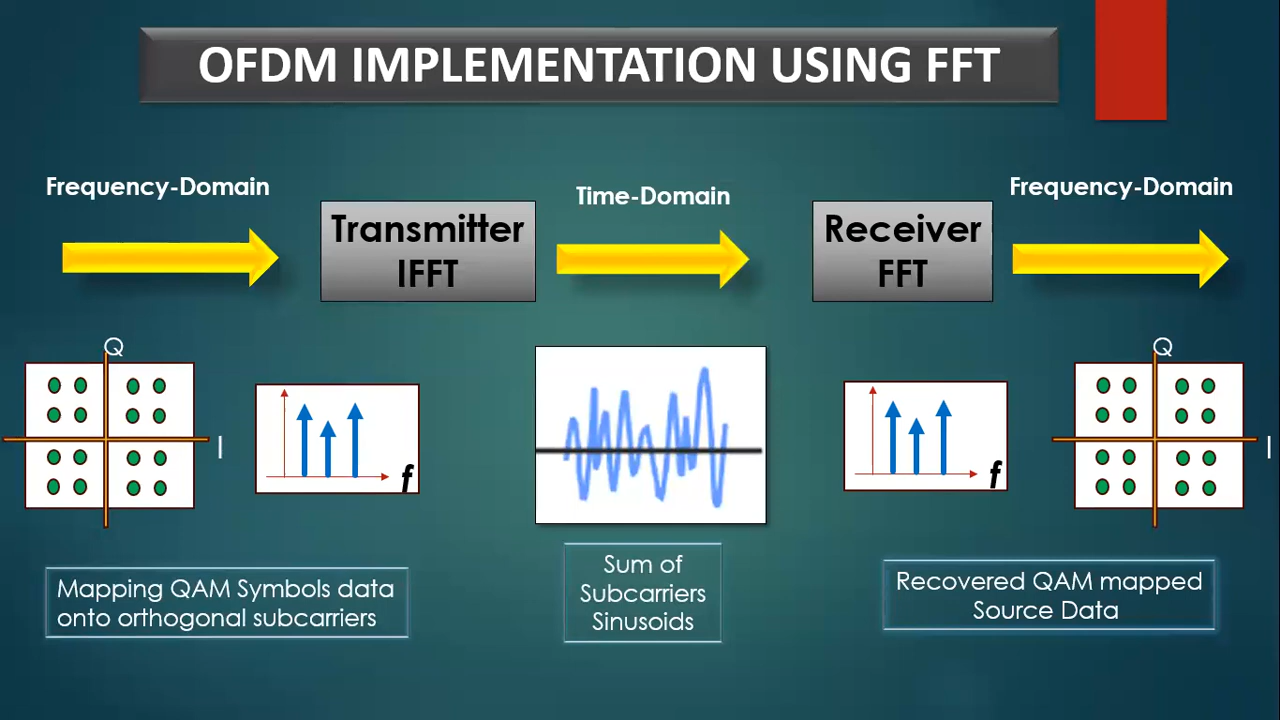 OFDM IMPLEMENTATION USING FFT
Frequency-Domain
Time-Domain
Frequency-Domain
Transmitter
IFFT
Receiver
FFT
Q
I
f
f
Q
I
Mapping QAM Symbols data
onto orthogonal subcarriers
Sum of
Subcarriers
Sinusoids
Recovered QAM mapped
Source Data